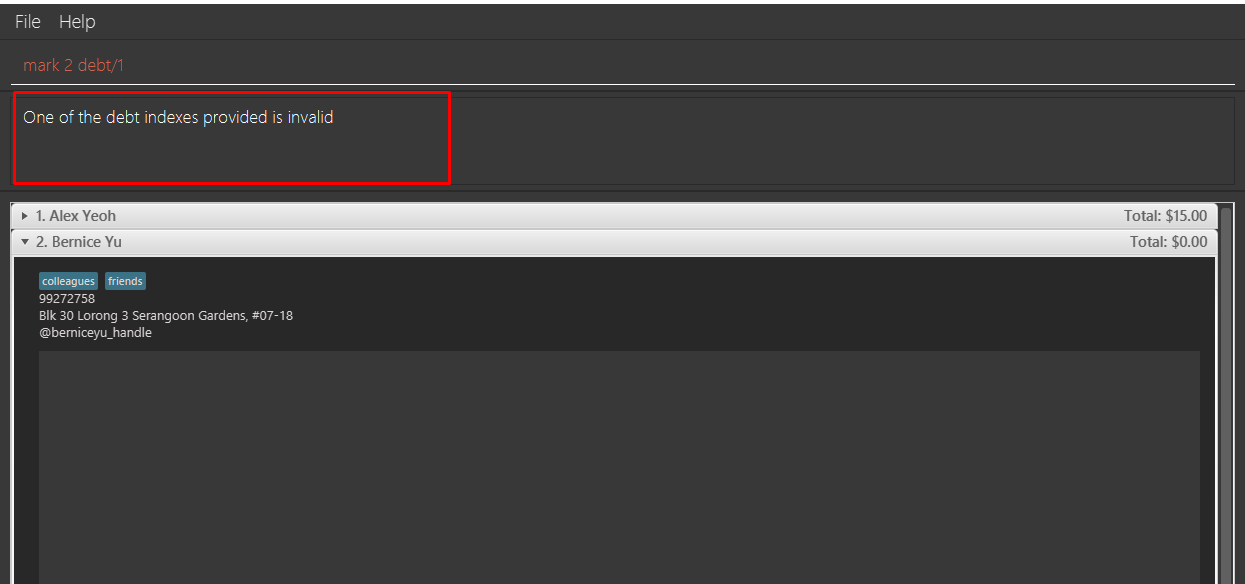 File Help
mark 2 debt/1
One of the debt indexes provided is invalid
1. Alex Yeoh Total: $15.00
2. Bernice Yu Total: $0.00
colleagues friends
99272758
Blk 30 Lorong 3 Serangoon Gardens, #07-18
@berniceyu_handle